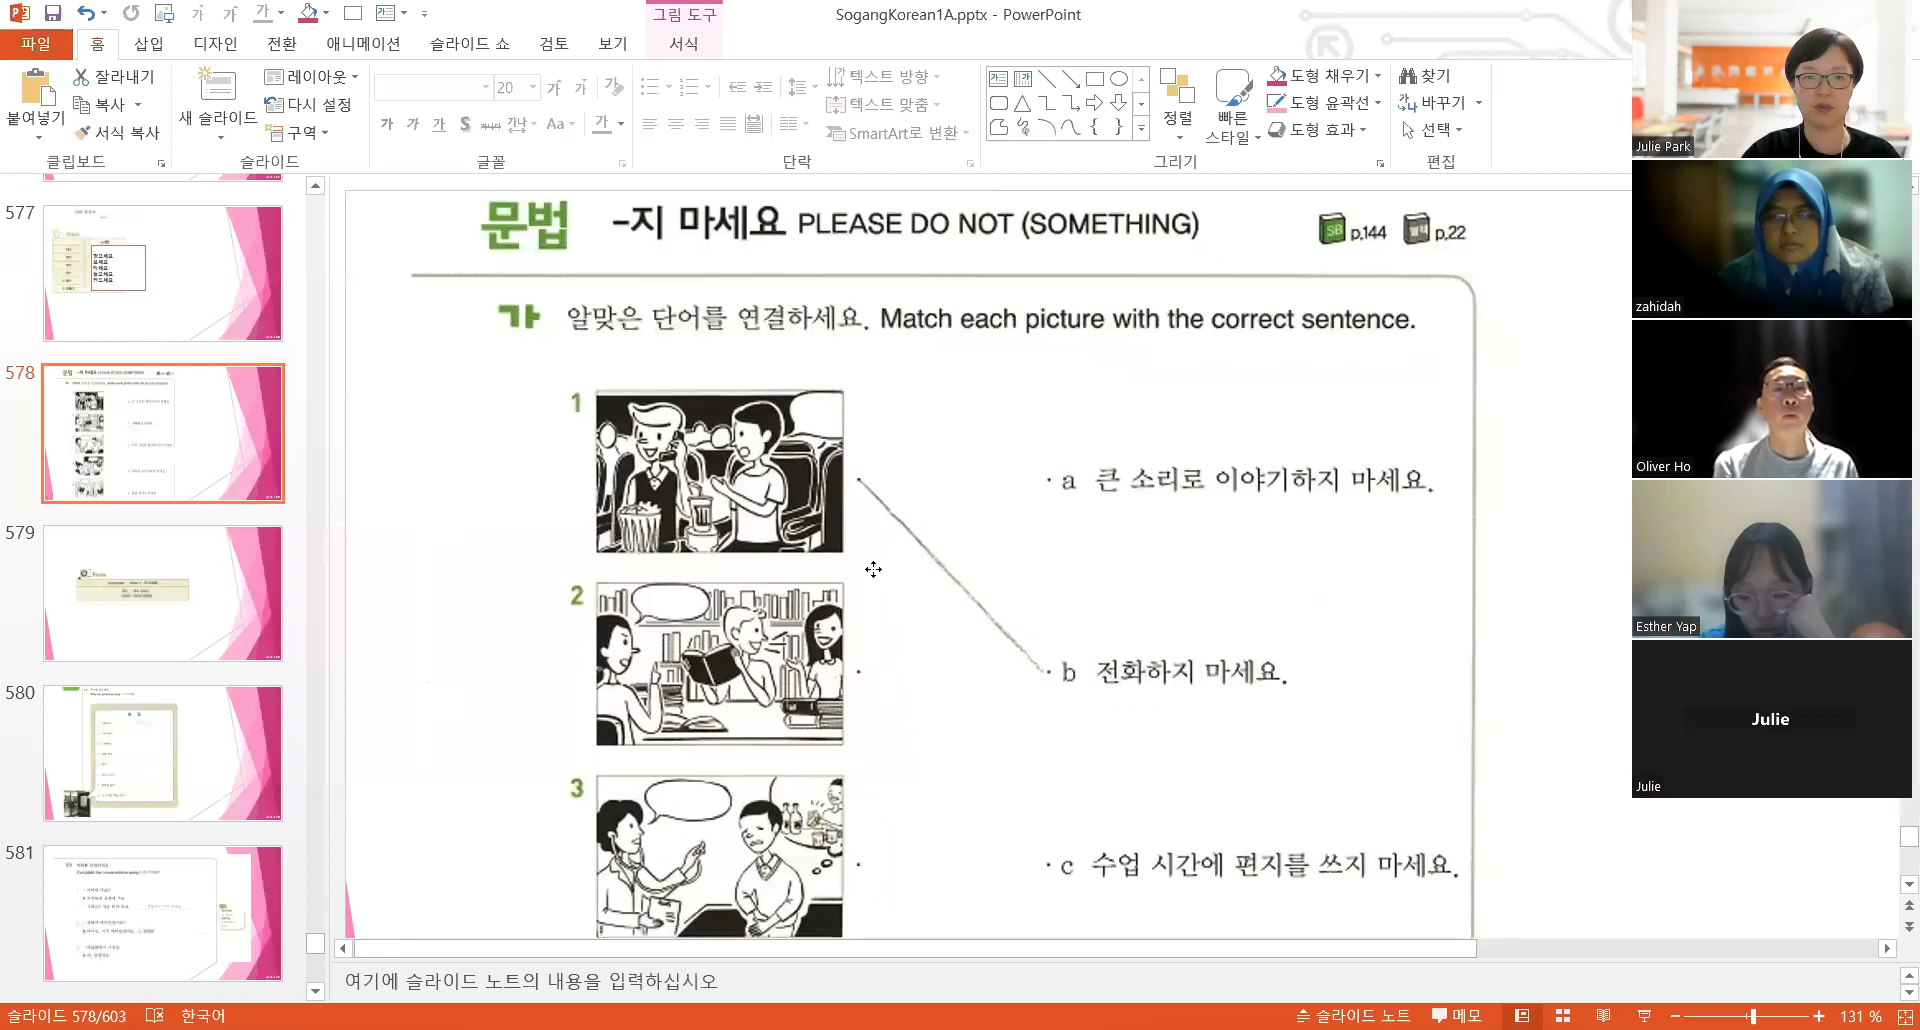 SogangKorean1A.pptx - PowerPoint
그림 도구
파일
홈
삽입
디자인
전환
애니메이션
슬라이드 쇼
검토
보기
서식
붙여넣기
잘라내기
복사
서식 복사
클립보드
새 슬라이드
레이아웃
다시 설정
구역
슬라이드
20
가 가 가 S 가나다 간 Aa 가
글꼴
텍스트 방향
텍스트 맞춤
SmartArt로 변환
단락
정렬
빠른
스타일
도형 채우기
도형 윤곽선
도형 효과
그리기
찾기
바꾸기
선택
편집
577
578
579
580
581
문법 -지 마세요 PLEASE DO NOT (SOMETHING)
SB p.144 p.22
가 알맞은 단어를 연결하세요. Match each picture with the correct sentence.
1
· a 큰 소리로 이야기하지 마세요.
2
· b 전화하지 마세요.
3
· c 수업 시간에 편지를 쓰지 마세요.
여기에 슬라이드 노트의 내용을 입력하십시오
슬라이드 578/603
한국어
슬라이드 노트
메모
131 %
Julie Park
zahidah
Oliver Ho
Esther Yap
Julie
Julie